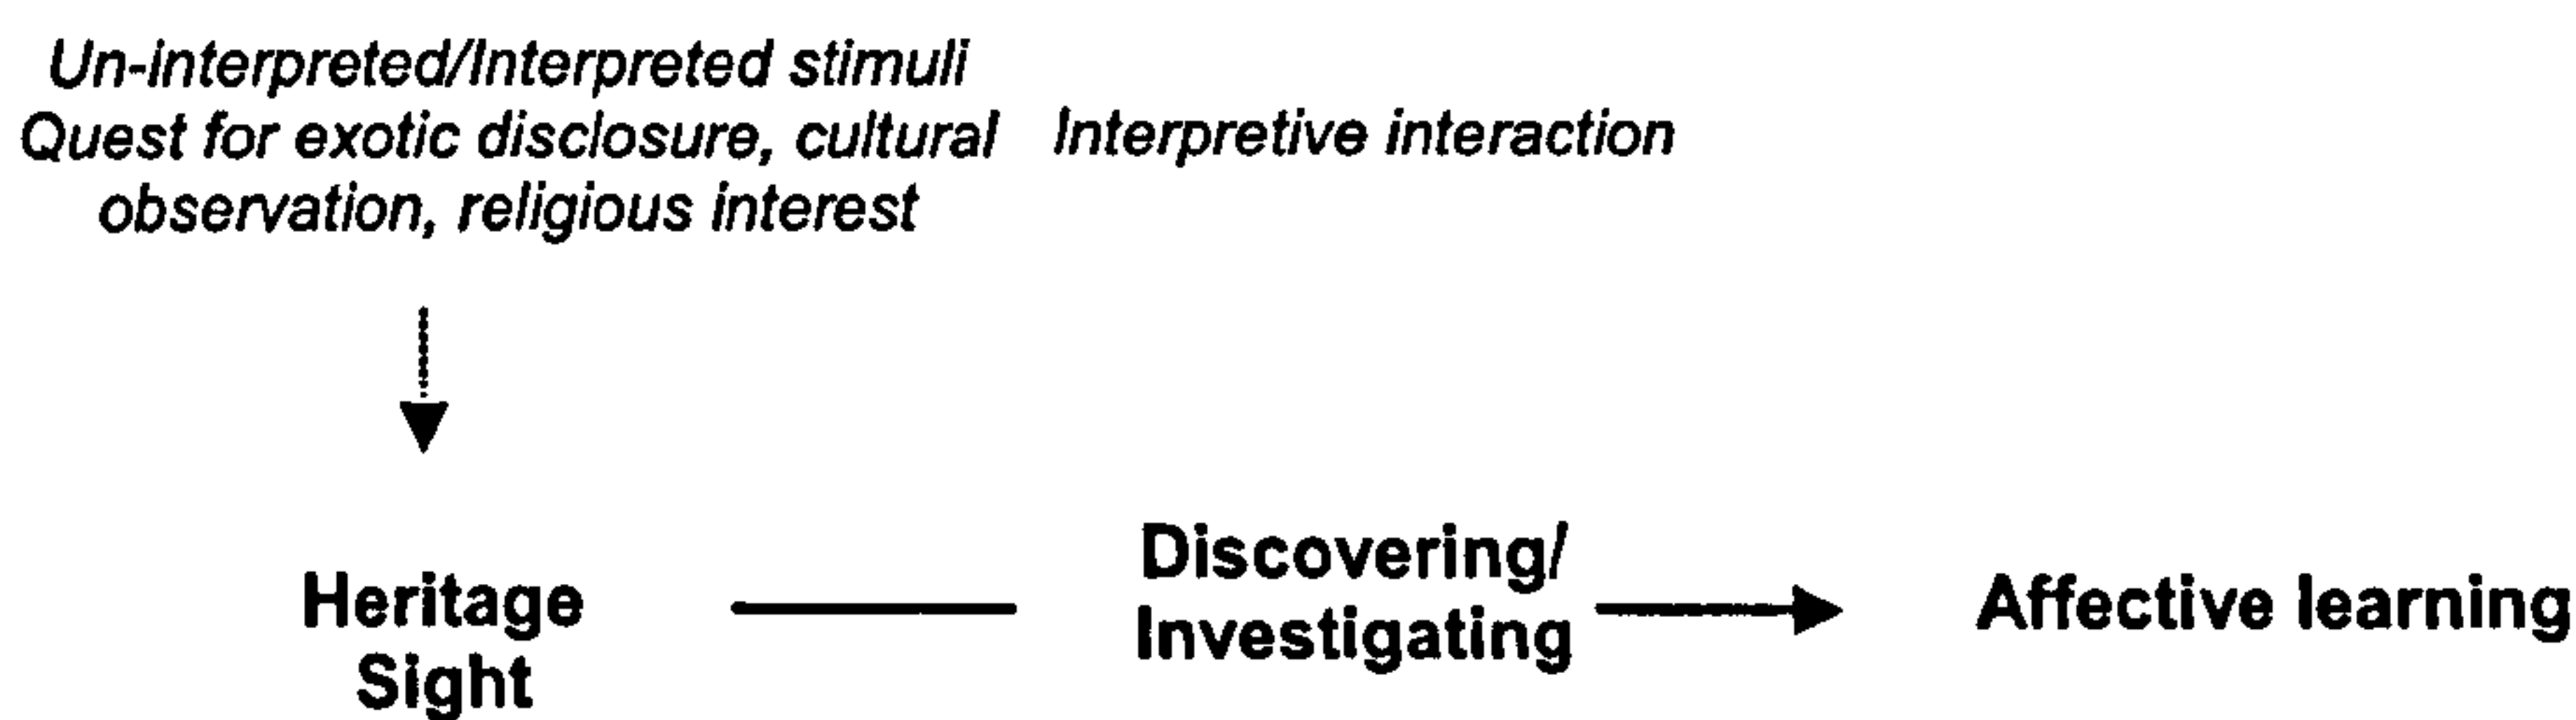 Un-interpreted/Interpreted stimuli
Quest for exotic disclosure, cultural
observation, religious interest
Interpretive interaction
Heritage
Sight
Discovering/
Investigating
Affective learning